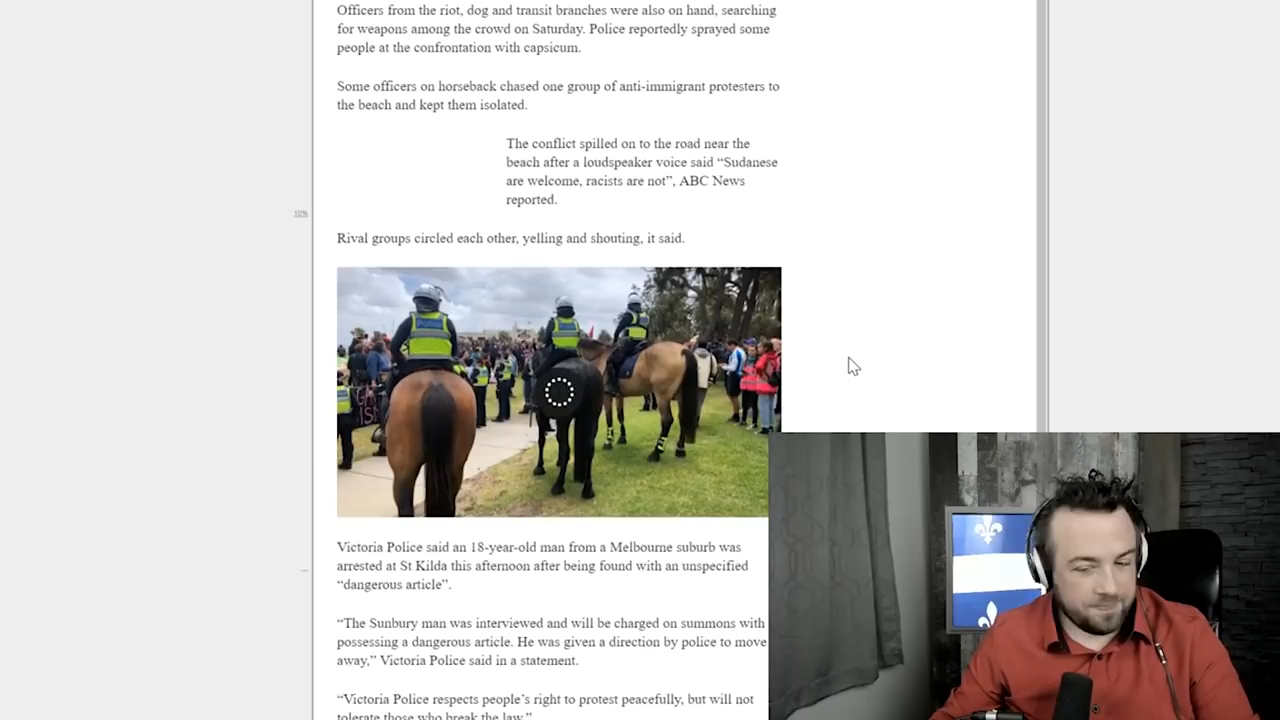 Officers from the riot, dog and transit branches were also on hand, searching
for weapons among the crowd on Saturday. Police reportedly sprayed some
people at the confrontation with capsicum.
Some officers on horseback chased one group of anti-immigrant protesters to
the beach and kept them isolated.
The conflict spilled on to the road near the
beach after a loudspeaker voice said “Sudanese
are welcome, racists are not”, ABC News
reported.
Rival groups circled each other, yelling and shouting, it said.
POLICE
Victoria Police said an 18-year-old man from a Melbourne suburb was
arrested at St Kilda this afternoon after being found with an unspecified
“dangerous article”.
“The Sunbury man was interviewed and will be charged on summons with
possessing a dangerous article. He was given a direction by police to move
away,” Victoria Police said in a statement.
“Victoria Police respects people’s right to protest peacefully, but will not
tolerate those who break the law.”